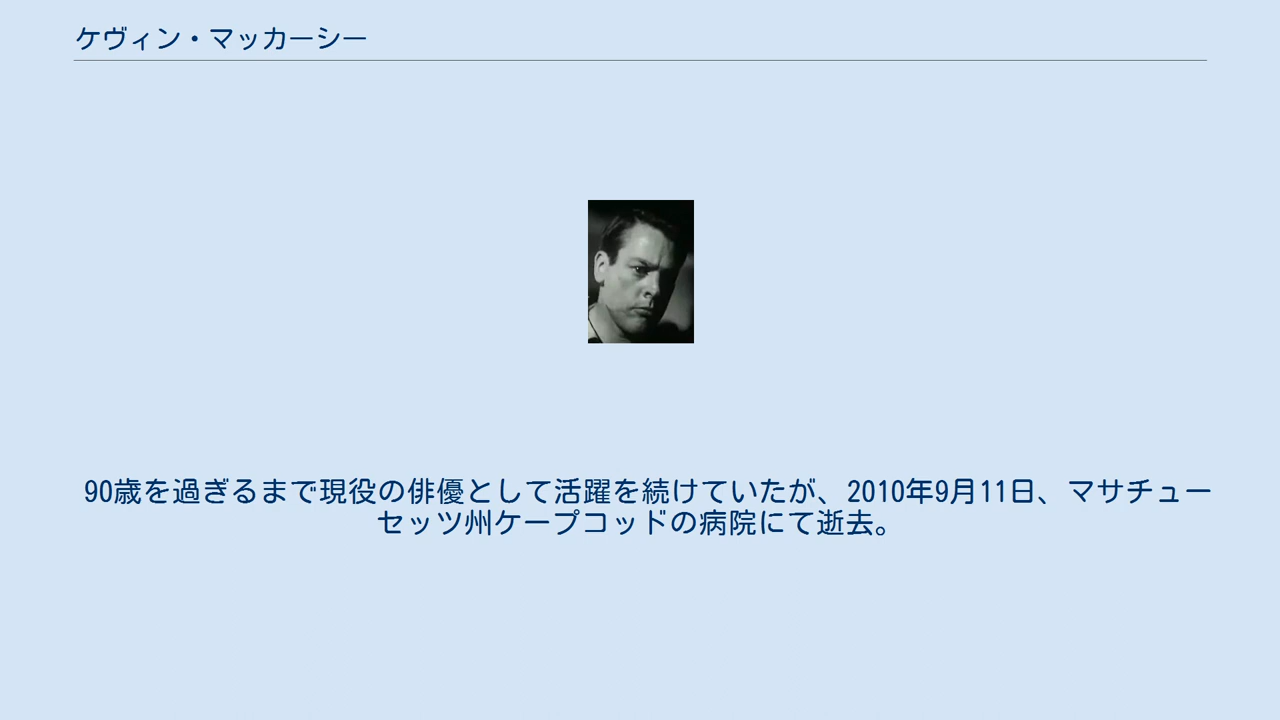 ケヴィン・マッカーシー
90歳を過ぎるまで現役の俳優として活躍を続けていたが、2010年9月11日、マサチュー
セッツ州ケープコッドの病院にて逝去。